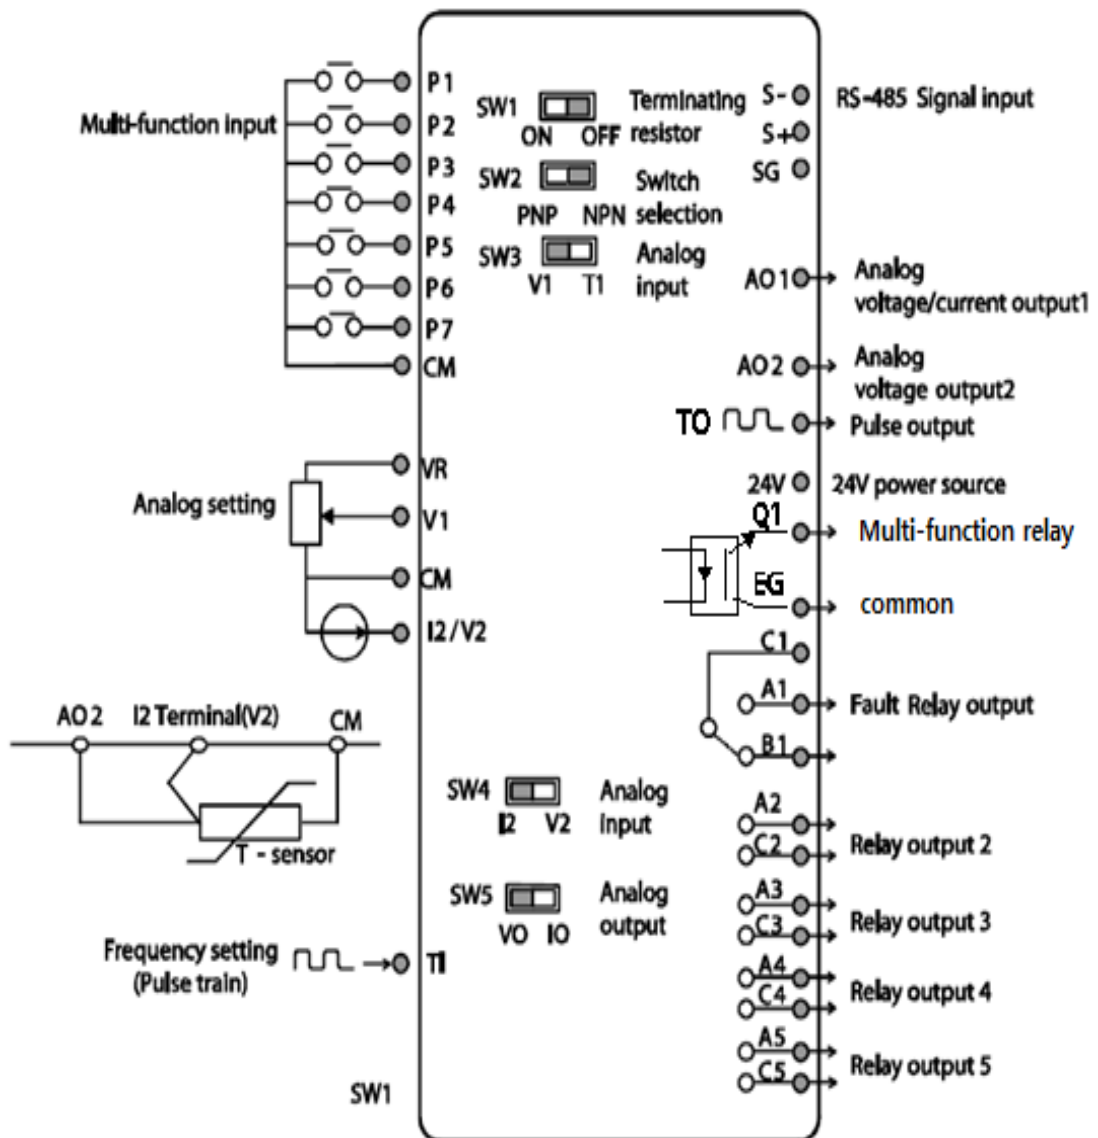 Multi-function input
P1
P2
P3
P4
P5
P6
P7
CM
SW1
ON OFF
Terminating
resistor
SW2
PNP NPN
Switch
selection
SW3
V1 T1
Analog
input
S-
S+
SG
RS-485 Signal input
AO1
Analog
voltage/current output1
AO2
Analog
voltage output2
TO
Pulse output
24V
24V power source
Q1
Multi-function relay
EG
common
Analog setting
VR
V1
CM
I2/V2
C1
A1
B1
Fault Relay output
AO2 I2 Terminal(V2) CM
T - sensor
SW4
I2 V2
Analog
input
SW5
VO IO
Analog
output
A2
C2
Relay output 2
A3
C3
Relay output 3
A4
C4
Relay output 4
A5
C5
Relay output 5
Frequency setting
(Pulse train)
TI
SW1